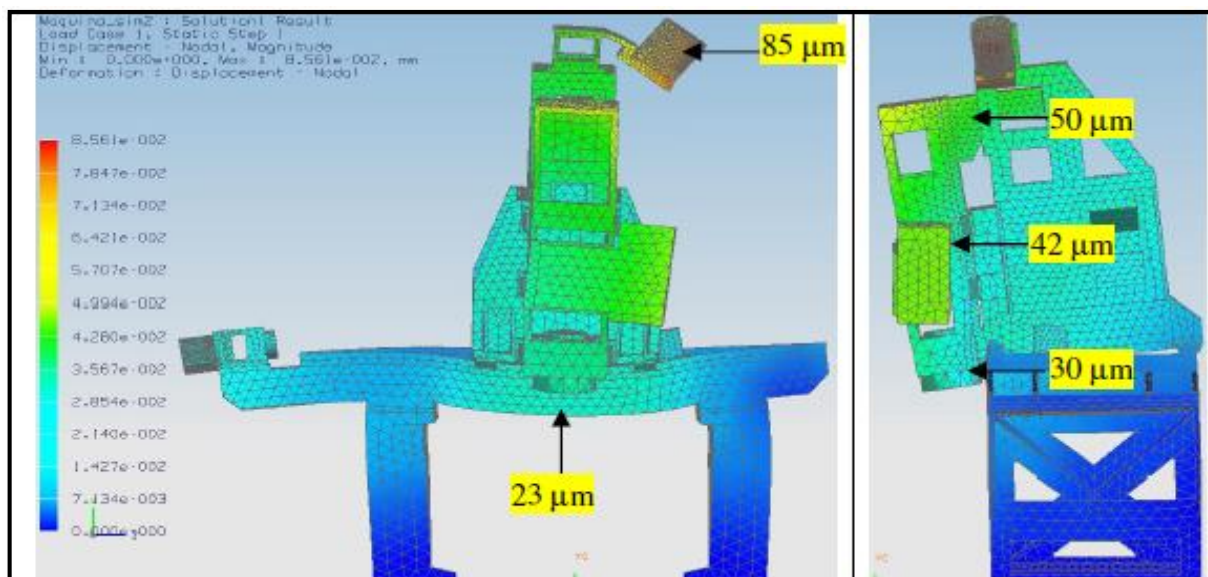 Maquina_sim2 : Solution1 Result
Load Case 1, Static Step 1
Displacement - Nodal, Magnitude
Min : 0.000e+000, Max : 8.561e-002, mm
Deformation : Displacement - Nodal
85 µm
50 µm
8.561e-002
7.847e-002
7.134e-002
6.421e-002
5.707e-002
4.994e-002
4.280e-002
3.567e-002
2.854e-002
2.140e-002
1.427e-002
7.134e-003
0.000e+000
42 µm
30 µm
23 µm